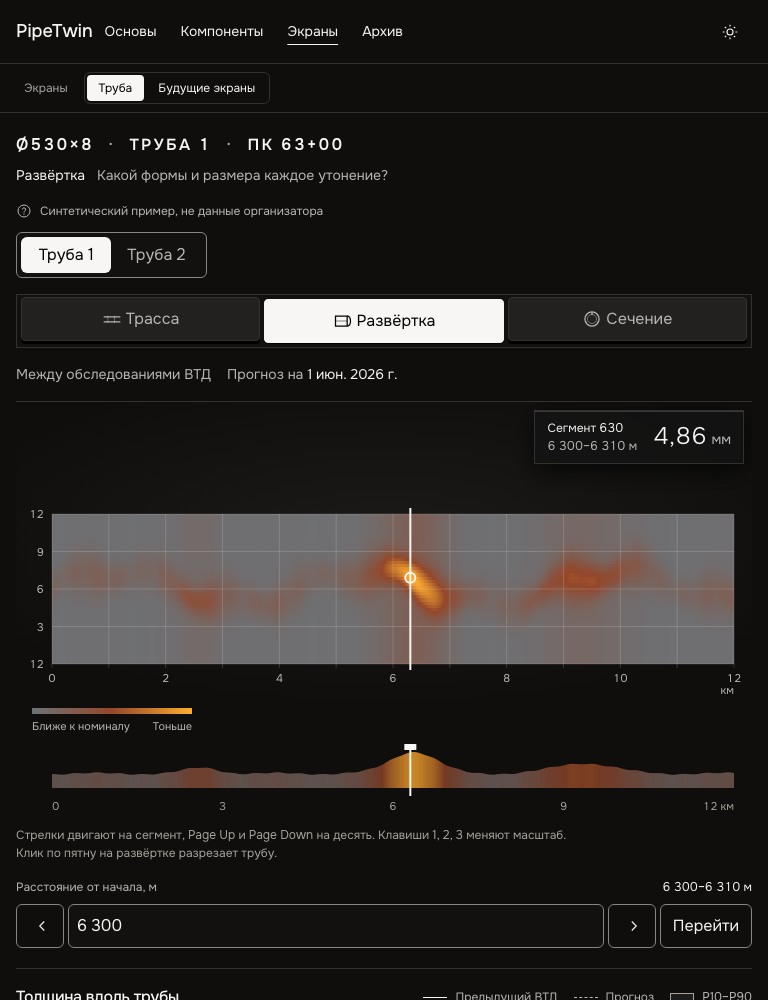 PipeTwin Основы Компоненты Экраны Архив
Экраны Труба Будущие экраны
Ø530×8 · ТРУБА 1 · ПК 63+00
Развёртка Какой формы и размера каждое утонение?
Синтетический пример, не данные организатора
Труба 1 Труба 2
Трасса Развёртка Сечение
Между обследованиями ВТД Прогноз на 1 июн. 2026 г.
Сегмент 630
6 300–6 310 м
4,86 мм
12
9
6
3
12
0 2 4 6 8 10 12
км
Ближе к номиналу Тоньше
0 3 6 9 12 км
Стрелки двигают на сегмент, Page Up и Page Down на десять. Клавиши 1, 2, 3 меняют масштаб.
Клик по пятну на развёртке разрезает трубу.
Расстояние от начала, м 6 300–6 310 м
6 300 Перейти
Толщина вдоль трубы Предыдущий ВТД Прогноз P10–P90